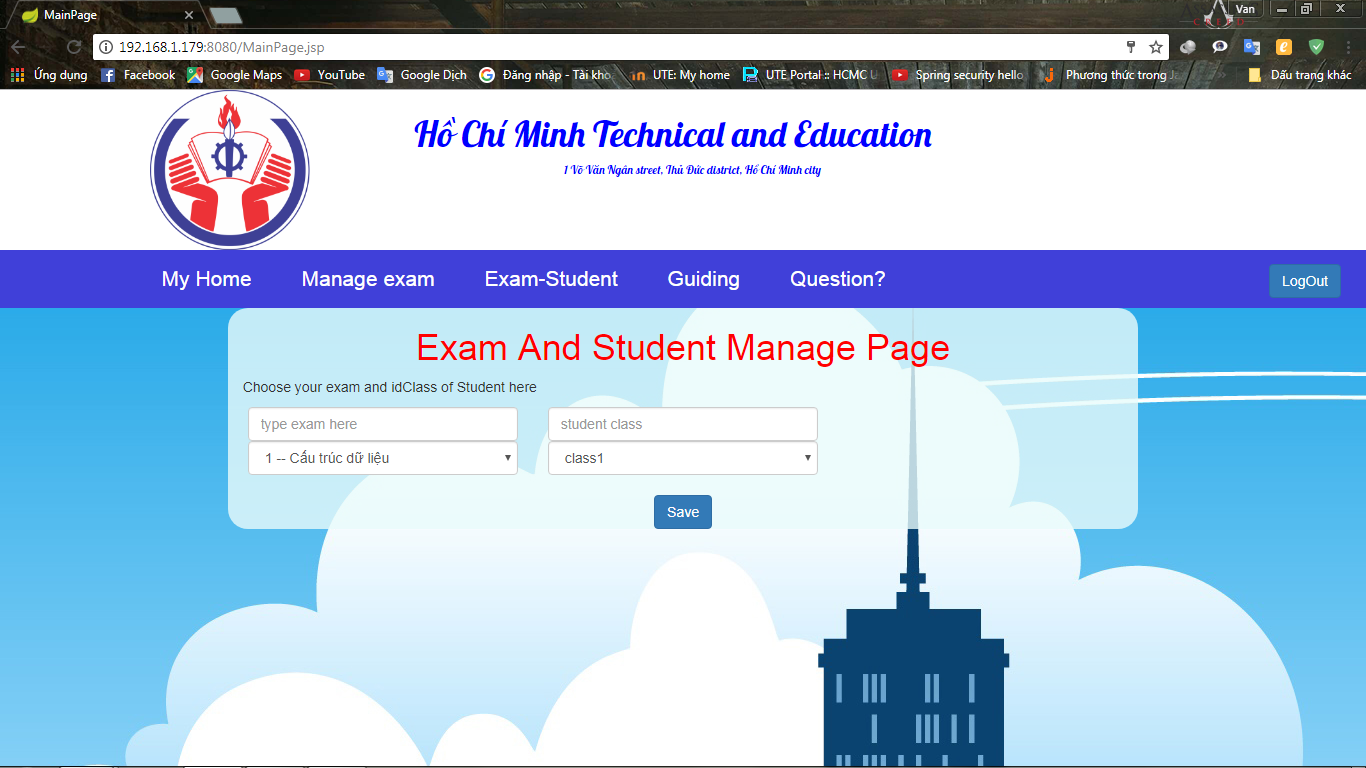 MainPage
Van
192.168.1.179:8080/MainPage.jsp
Ứng dụng Facebook Google Maps YouTube Google Dịch Đăng nhập - Tài kho UTE: My home UTE Portal :: HCMC U Spring security hello Phương thức trong Ja Dấu trang khác
Hồ Chí Minh Technical and Education
1 Võ Văn Ngân street, Thủ Đức district, Hồ Chí Minh city
My Home Manage exam Exam-Student Guiding Question? LogOut
Exam And Student Manage Page
Choose your exam and idClass of Student here
type exam here student class
1 -- Cấu trúc dữ liệu class1
Save